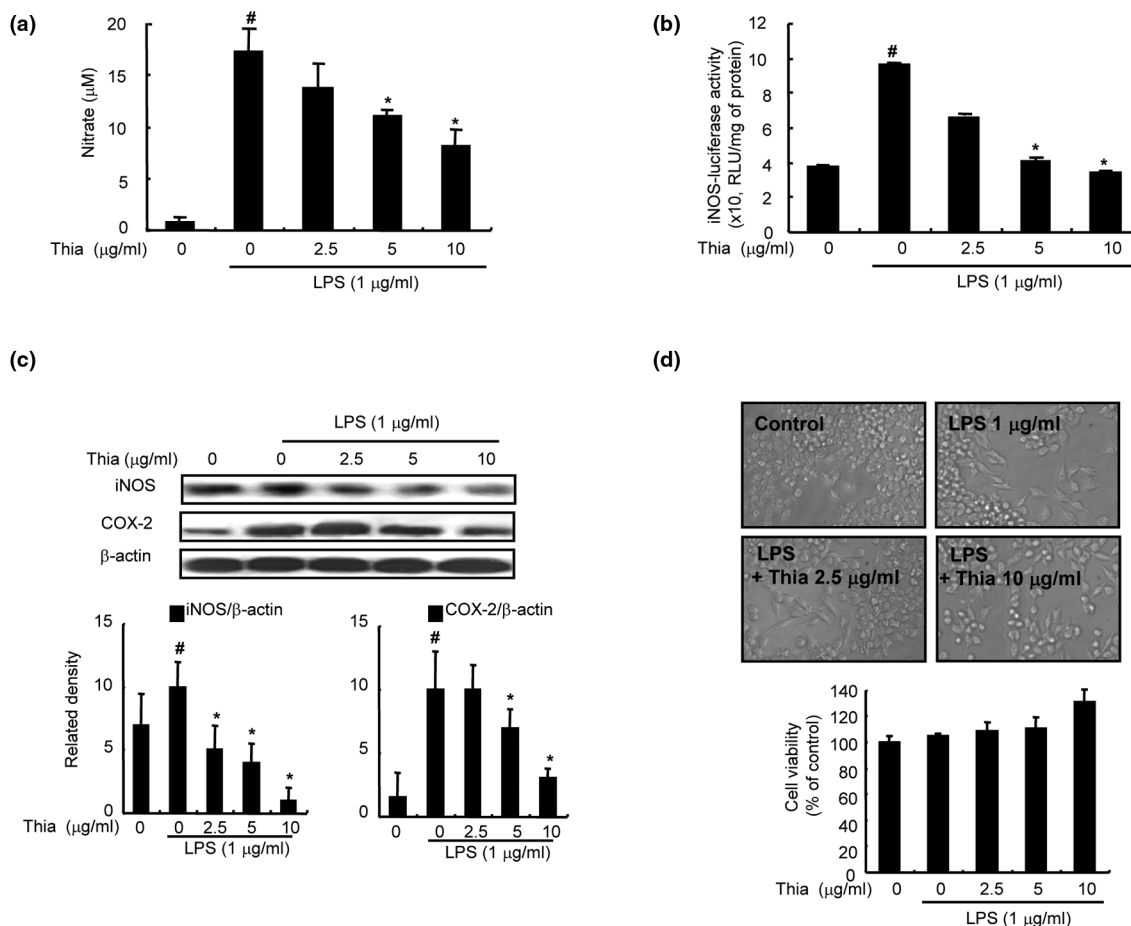 (a)
Nitrate (μM)
20
15
10
5
0
#
*
*
Thia (μg/ml)
0 0 2.5 5 10
LPS (1 μg/ml)
(b)
iNOS-luciferase activity
(x10, RLU/mg of protein)
12
10
8
6
4
2
0
#
*
*
Thia (μg/ml)
0 0 2.5 5 10
LPS (1 μg/ml)
(c)
LPS (1 μg/ml)
Thia (μg/ml) 0 0 2.5 5 10
iNOS
COX-2
β-actin
iNOS/β-actin
Related density
15
10
5
0
#
*
*
*
Thia (μg/ml) 0 0 2.5 5 10
LPS (1 μg/ml)
COX-2/β-actin
15
10
5
0
#
*
*
0 0 2.5 5 10
LPS (1 μg/ml)
(d)
Control
LPS 1 μg/ml
LPS
+ Thia 2.5 μg/ml
LPS
+ Thia 10 μg/ml
Cell viability
(% of control)
140
120
100
80
60
40
20
0
Thia (μg/ml) 0 0 2.5 5 10
LPS (1 μg/ml)